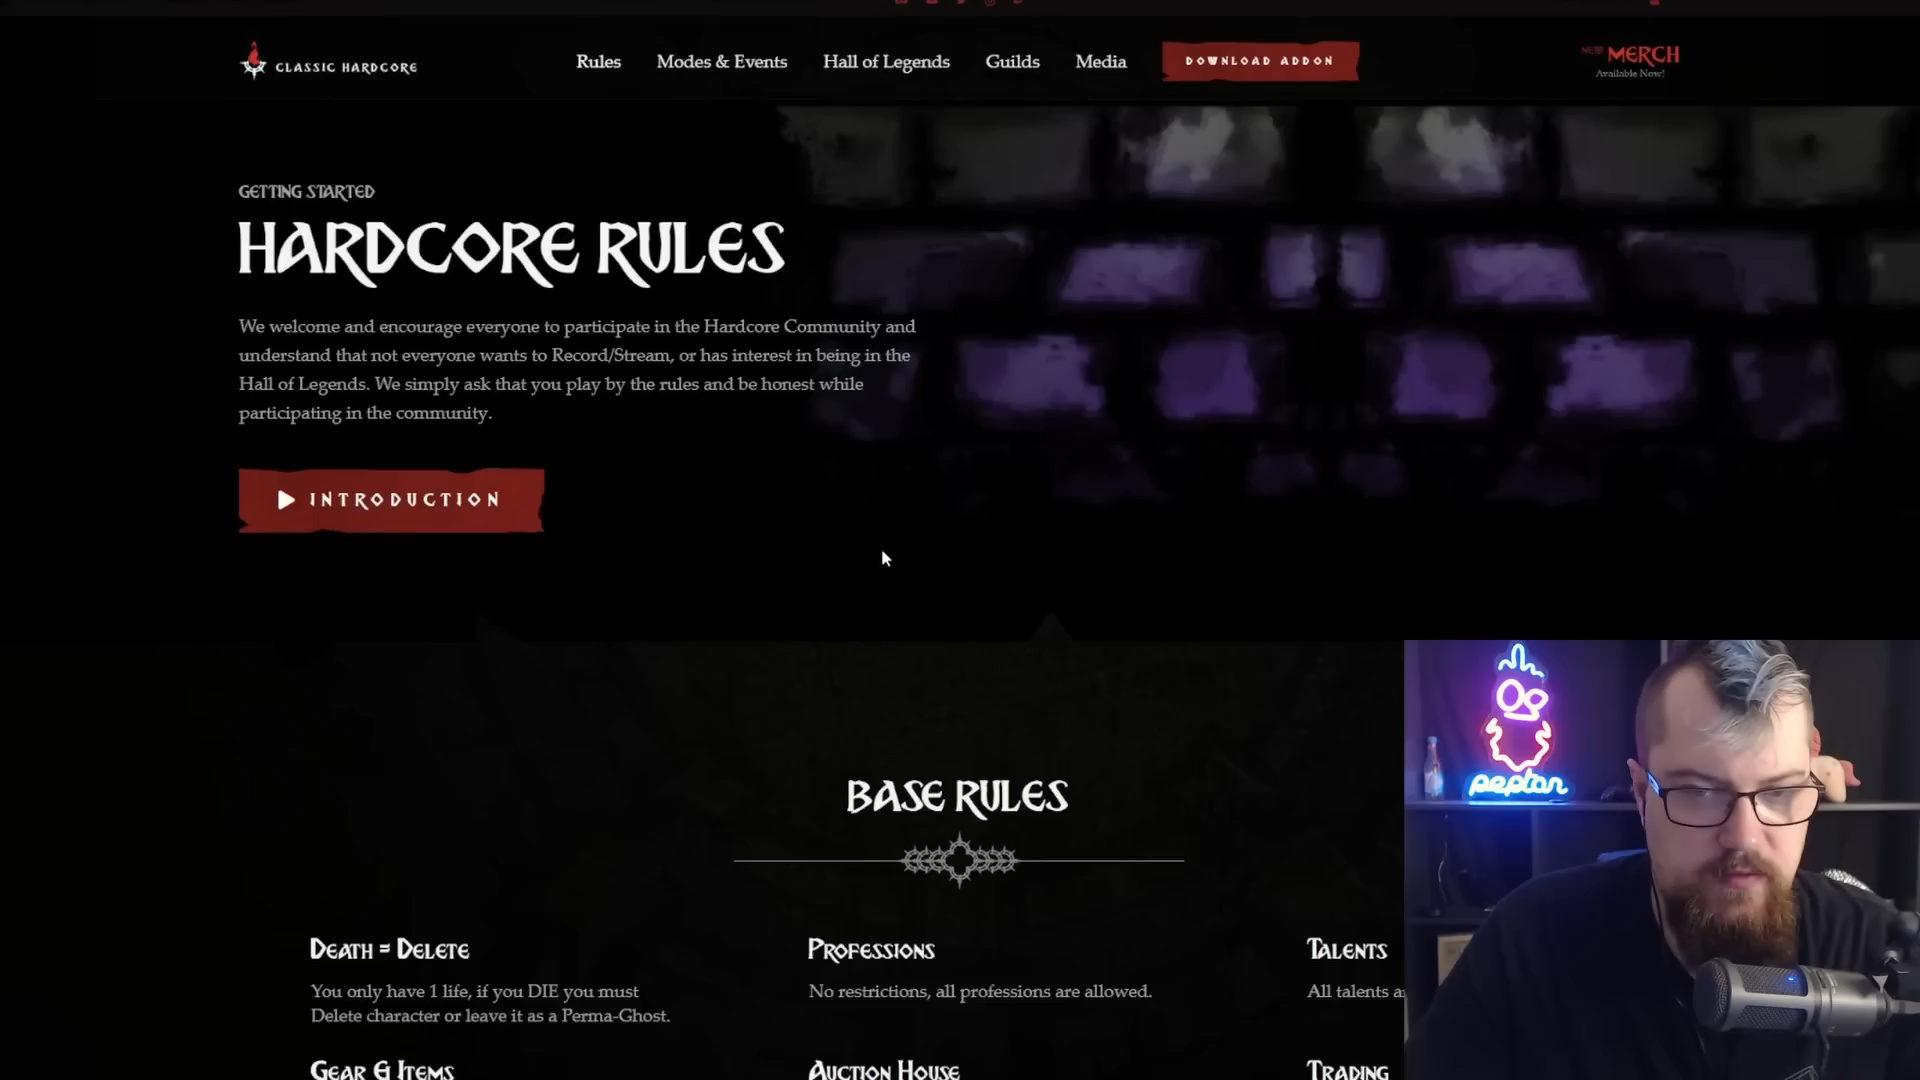 CLASSIC HARDCORE
Rules
Modes & Events
Hall of Legends
Guilds
Media
DOWNLOAD ADDON
NEW MERCH
Available Now!
GETTING STARTED
HARDCORE RULES
We welcome and encourage everyone to participate in the Hardcore Community and
understand that not everyone wants to Record/Stream, or has interest in being in the
Hall of Legends. We simply ask that you play by the rules and be honest while
participating in the community.
INTRODUCTION
BASE RULES
DEATH = DELETE
You only have 1 life, if you DIE you must
Delete character or leave it as a Perma-Ghost.
PROFESSIONS
No restrictions, all professions are allowed.
TALENTS
All talents
GEAR & ITEMS
AUCTION HOUSE
TRADING
peplan